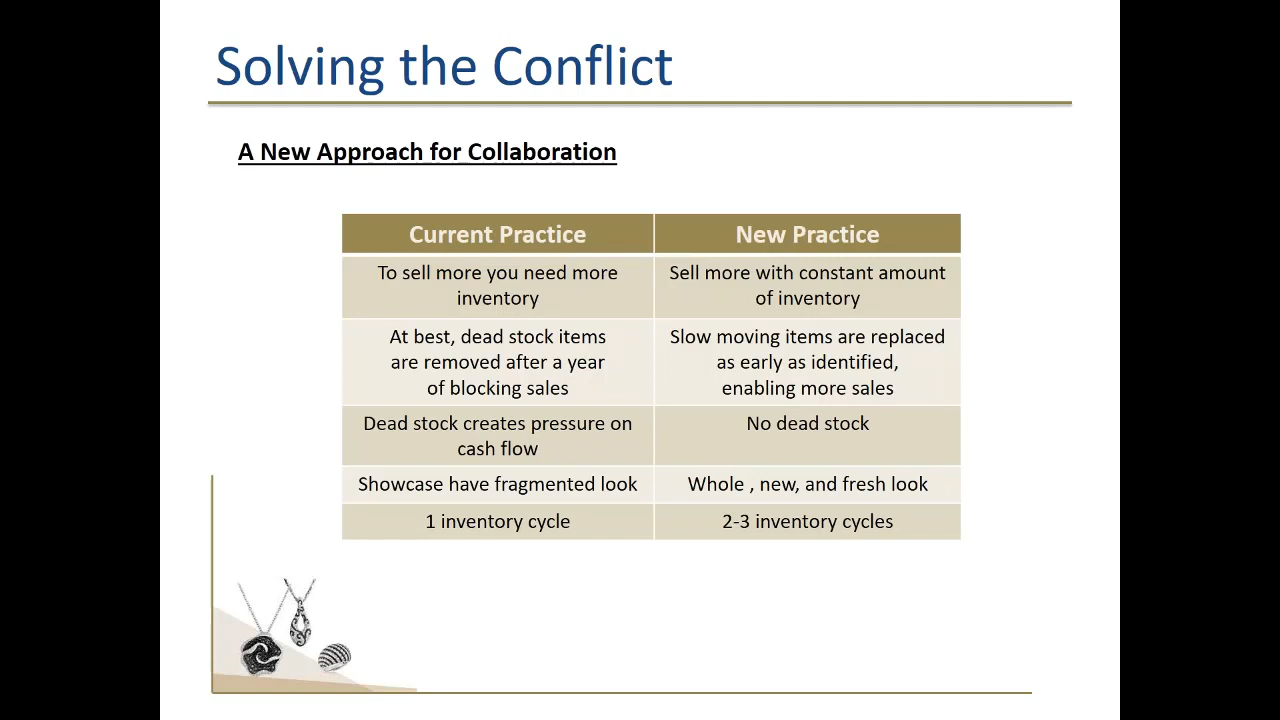 Solving the Conflict
A New Approach for Collaboration
Current Practice
New Practice
To sell more you need more
inventory
Sell more with constant amount
of inventory
At best, dead stock items
are removed after a year
of blocking sales
Slow moving items are replaced
as early as identified,
enabling more sales
Dead stock creates pressure on
cash flow
No dead stock
Showcase have fragmented look
Whole , new, and fresh look
1 inventory cycle
2-3 inventory cycles